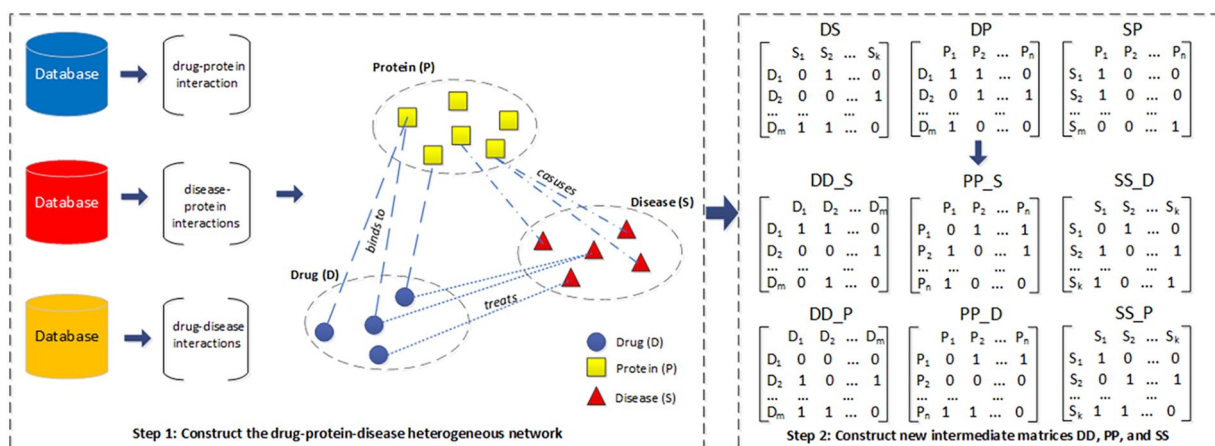 Database
drug-protein
interaction
Database
disease-
protein
interactions
Database
drug-disease
interactions
Protein (P)
casuses
Disease (S)
binds to
Drug (D)
treats
Drug (D)
Protein (P)
Disease (S)
Step 1: Construct the drug-protein-disease heterogeneous network
DS
S1 S2 ... Sk
D1 0 1 ... 0
D2 0 0 ... 1
... ... ...
Dm 1 1 ... 0
DP
P1 P2 ... Pn
D1 1 1 ... 0
D2 0 1 ... 1
... ... ...
Dm 1 0 ... 0
SP
P1 P2 ... Pn
S1 1 0 ... 0
S2 1 0 ... 0
... ... ...
Sm 0 0 ... 1
DD_S
D1 D2 ... Dm
D1 1 1 ... 0
D2 0 0 ... 1
... ... ...
Dm 0 1 ... 0
PP_S
P1 P2 ... Pn
P1 0 1 ... 1
P2 1 0 ... 1
... ... ...
Pn 1 0 ... 0
SS_D
S1 S2 ... Sk
S1 0 1 ... 0
S2 1 0 ... 0
... ... ...
Sk 1 0 ... 1
DD_P
D1 D2 ... Dm
D1 0 0 ... 0
D2 1 0 ... 1
... ... ...
Dm 1 1 ... 0
PP_D
P1 P2 ... Pn
P1 0 1 ... 1
P2 0 0 ... 0
... ... ...
Pn 1 1 ... 0
SS_P
S1 S2 ... Sk
S1 1 0 ... 0
S2 0 1 ... 1
... ... ...
Sk 1 1 ... 0
Step 2: Construct new intermediate matrices DD, PP, and SS